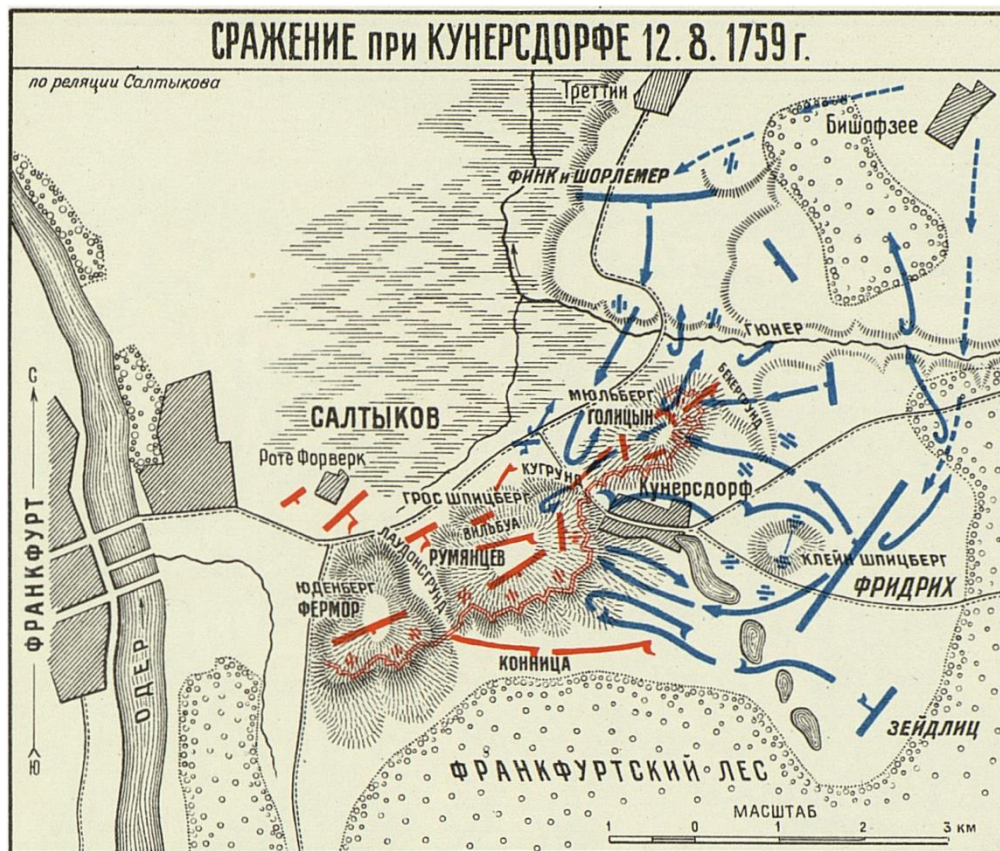 СРАЖЕНИЕ при КУНЕРСДОРФЕ 12. 8. 1759 г.
по реляции Салтыкова
Треттин
Бишофзее
ФИНК и ШОРЛЕМЕР
ГЮНЕР
С
МЮЛЬБЕРГ
БЕКЕРГРУНД
ГОЛИЦЫН
САЛТЫКОВ
Роте Форверк
КУГРУНД
Кунерсдорф
ГРОС ШПИЦБЕРГ
ВИЛЬБУА
ЛАУДОНСГРУНД
РУМЯНЦЕВ
КЛЕЙН ШПИЦБЕРГ
ФРИДРИХ
ЮДЕНБЕРГ
ФЕРМОР
ФРАНКФУРТ
ОДЕР
КОННИЦА
ЗЕЙДЛИЦ
Ю
ФРАНКФУРТСКИЙ ЛЕС
МАСШТАБ
1 0 1 2 3 км